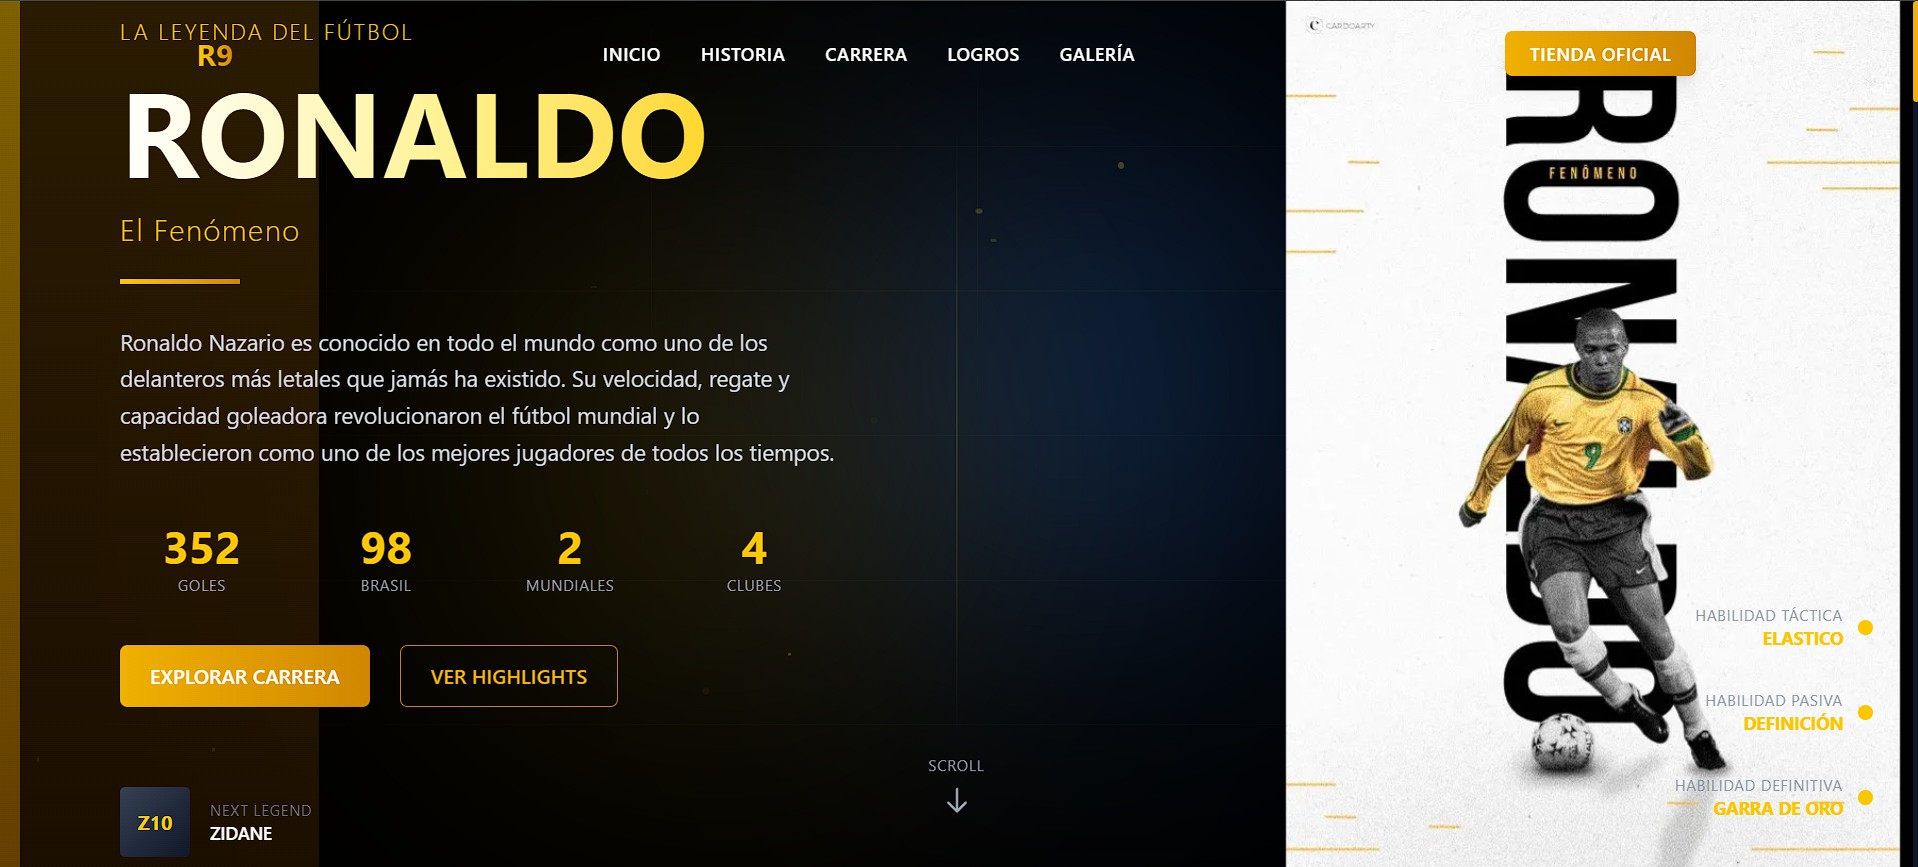 LA LEYENDA DEL FÚTBOL
R9
INICIO HISTORIA CARRERA LOGROS GALERÍA
TIENDA OFICIAL
CARDOARTY
RONALDO
El Fenómeno
Ronaldo Nazario es conocido en todo el mundo como uno de los
delanteros más letales que jamás ha existido. Su velocidad, regate y
capacidad goleadora revolucionaron el fútbol mundial y lo
establecieron como uno de los mejores jugadores de todos los tiempos.
352 98 2 4
GOLES BRASIL MUNDIALES CLUBES
EXPLORAR CARRERA VER HIGHLIGHTS
Z10
NEXT LEGEND
ZIDANE
SCROLL
RONALDO
FENÔMENO
9
HABILIDAD TÁCTICA
ELASTICO
HABILIDAD PASIVA
DEFINICIÓN
HABILIDAD DEFINITIVA
GARRA DE ORO